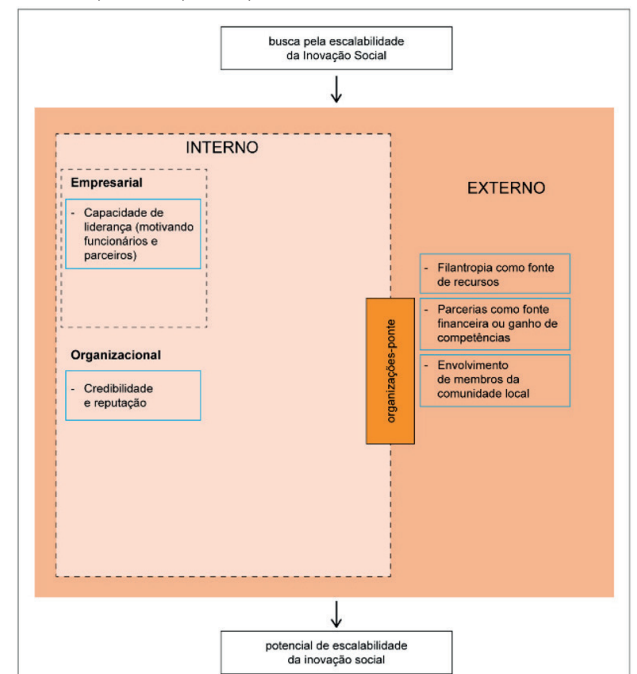 busca pela escalabilidade
da Inovação Social
INTERNO
Empresarial
- Capacidade de
liderança (motivando
funcionários e
parceiros)
Organizacional
- Credibilidade
e reputação
organizações-ponte
EXTERNO
- Filantropia como fonte
de recursos
- Parcerias como fonte
financeira ou ganho de
competências
- Envolvimento
de membros da
comunidade local
potencial de escalabilidade
da inovação social